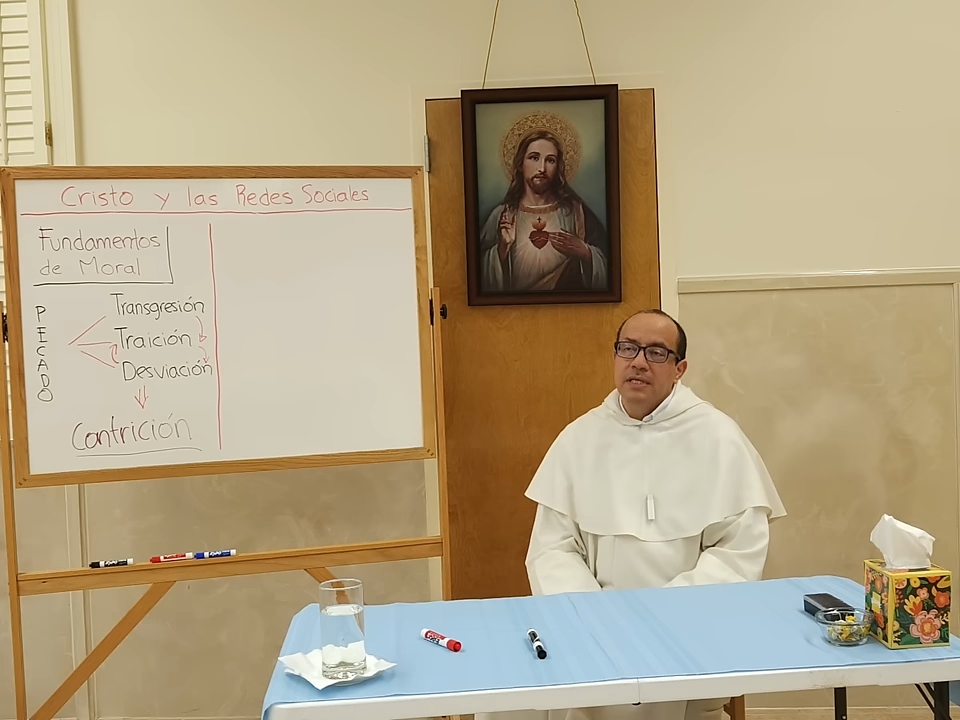 Cristo y las Redes Sociales
Fundamentos
de Moral
PECADO
Transgresión
Traición
Desviación
Contrición